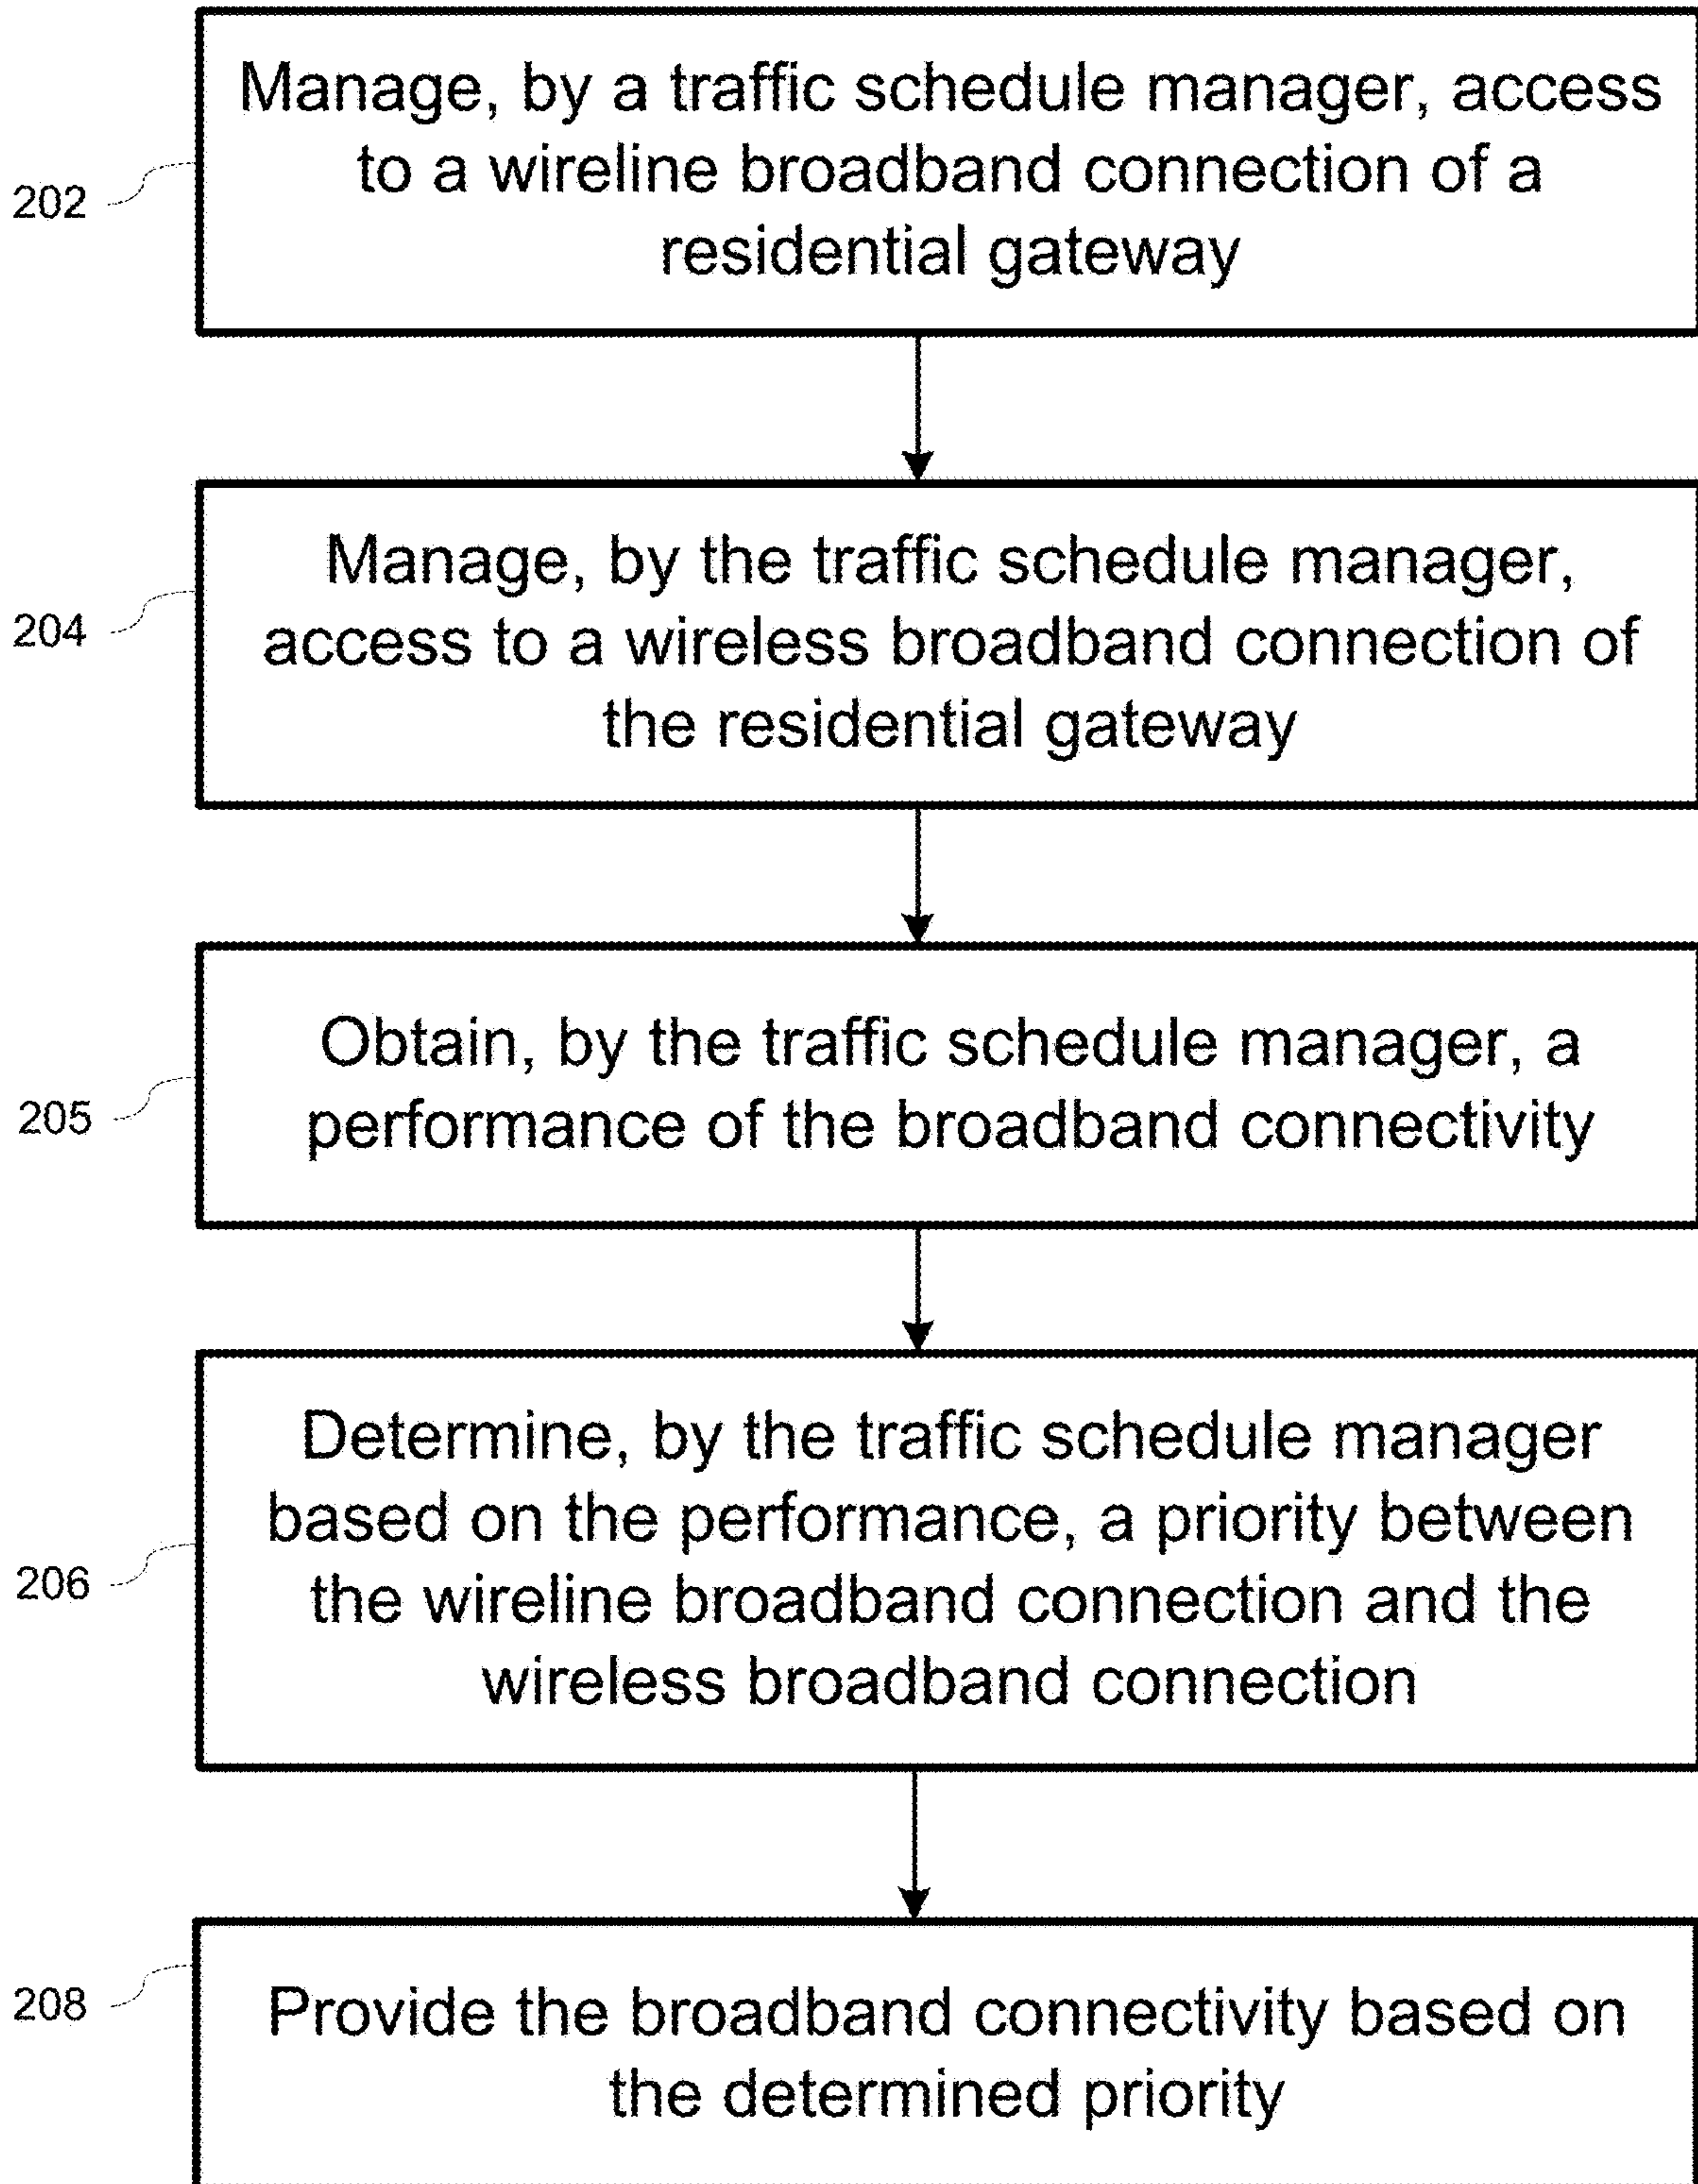 Manage, by a traffic schedule manager, access
to a wireline broadband connection of a
residential gateway
202
Manage, by the traffic schedule manager,
access to a wireless broadband connection of
the residential gateway
204
Obtain, by the traffic schedule manager, a
performance of the broadband connectivity
205
Determine, by the traffic schedule manager
based on the performance, a priority between
the wireline broadband connection and the
wireless broadband connection
206
Provide the broadband connectivity based on
the determined priority
208